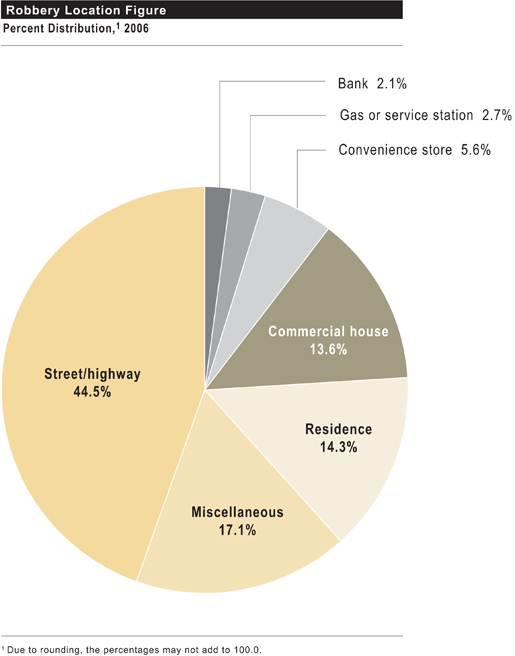 Robbery Location Figure
Percent Distribution,¹ 2006
Bank 2.1%
Gas or service station 2.7%
Convenience store 5.6%
Commercial house
13.6%
Street/highway
44.5%
Residence
14.3%
Miscellaneous
17.1%
¹ Due to rounding, the percentages may not add to 100.0.